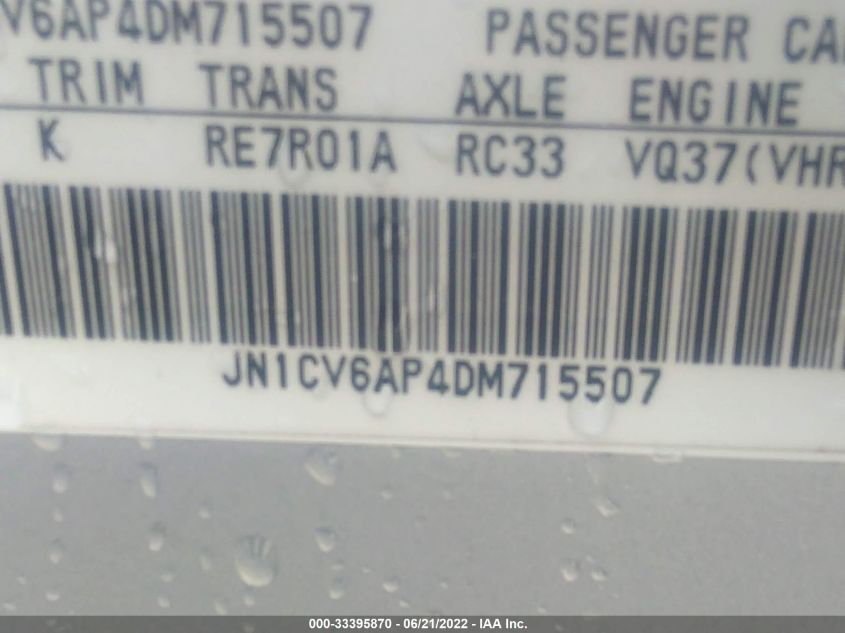 V6AP4DM715507 PASSENGER CA
TRIM TRANS AXLE ENGINE
K RE7R01A RC33 VQ37(VHR
JN1CV6AP4DM715507
000-33395870 - 06/21/2022 - IAA Inc.